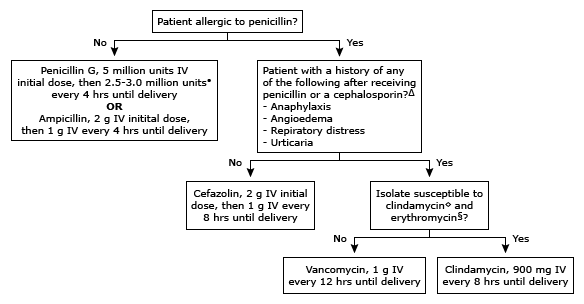 Patient allergic to penicillin?
No
Yes
Penicillin G, 5 million units IV
initial dose, then 2.5-3.0 million units*
every 4 hrs until delivery
OR
Ampicillin, 2 g IV initital dose,
then 1 g IV every 4 hrs until delivery
Patient with a history of any
of the following after receiving
penicillin or a cephalosporin?Δ
- Anaphylaxis
- Angioedema
- Repiratory distress
- Urticaria
No
Yes
Cefazolin, 2 g IV initial
dose, then 1 g IV every
8 hrs until delivery
Isolate susceptible to
clindamycin◊ and
erythromycin§?
No
Yes
Vancomycin, 1 g IV
every 12 hrs until delivery
Clindamycin, 900 mg IV
every 8 hrs until delivery